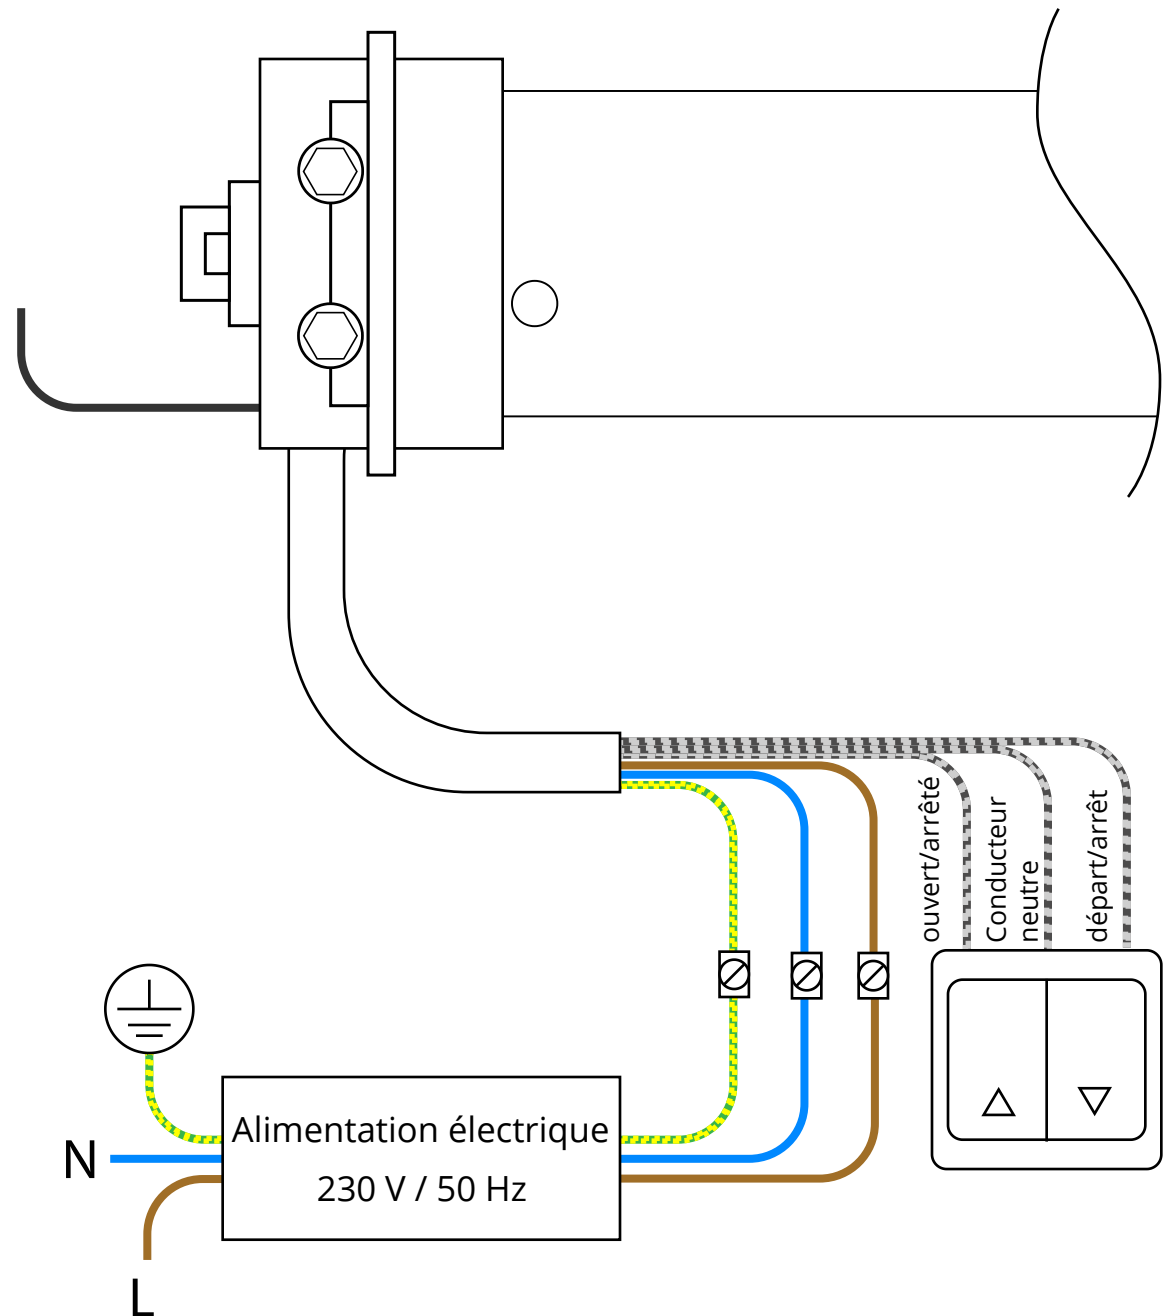 ouvert/arrêté
Conducteur
neutre
départ/arrêt
Alimentation électrique
230 V / 50 Hz
N
L